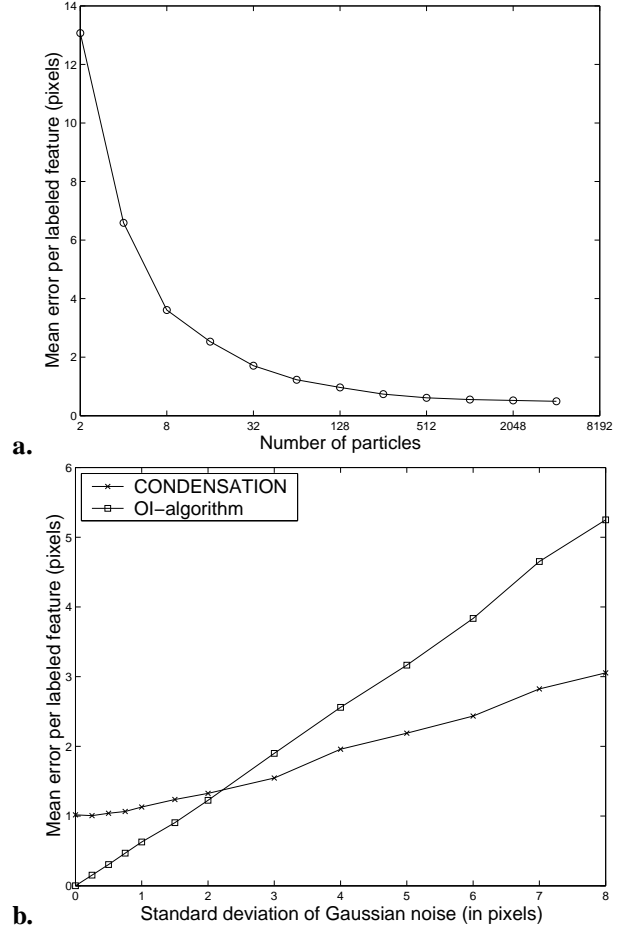 14
12
10
8
6
4
2
0
Mean error per labeled feature (pixels)
2 8 32 128 512 2048 8192
Number of particles
a.
6
5
4
3
2
1
0
Mean error per labeled feature (pixels)
CONDENSATION
OI-algorithm
0 1 2 3 4 5 6 7 8
Standard deviation of Gaussian noise (in pixels)
b.